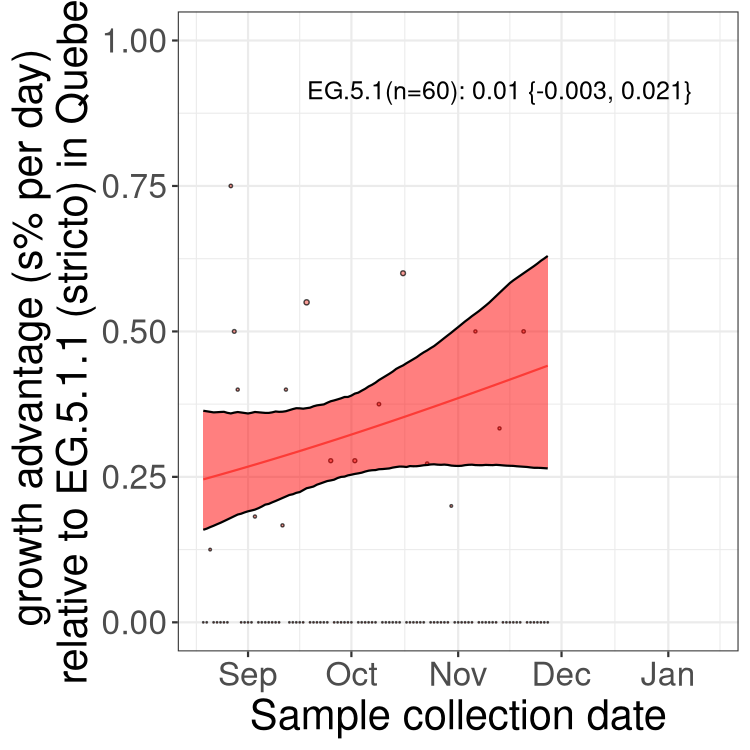 growth advantage (s% per day)
relative to EG.5.1.1 (stricto) in Quebe
1.00
0.75
0.50
0.25
0.00
EG.5.1(n=60): 0.01 {-0.003, 0.021}
Sep Oct Nov Dec Jan
Sample collection date